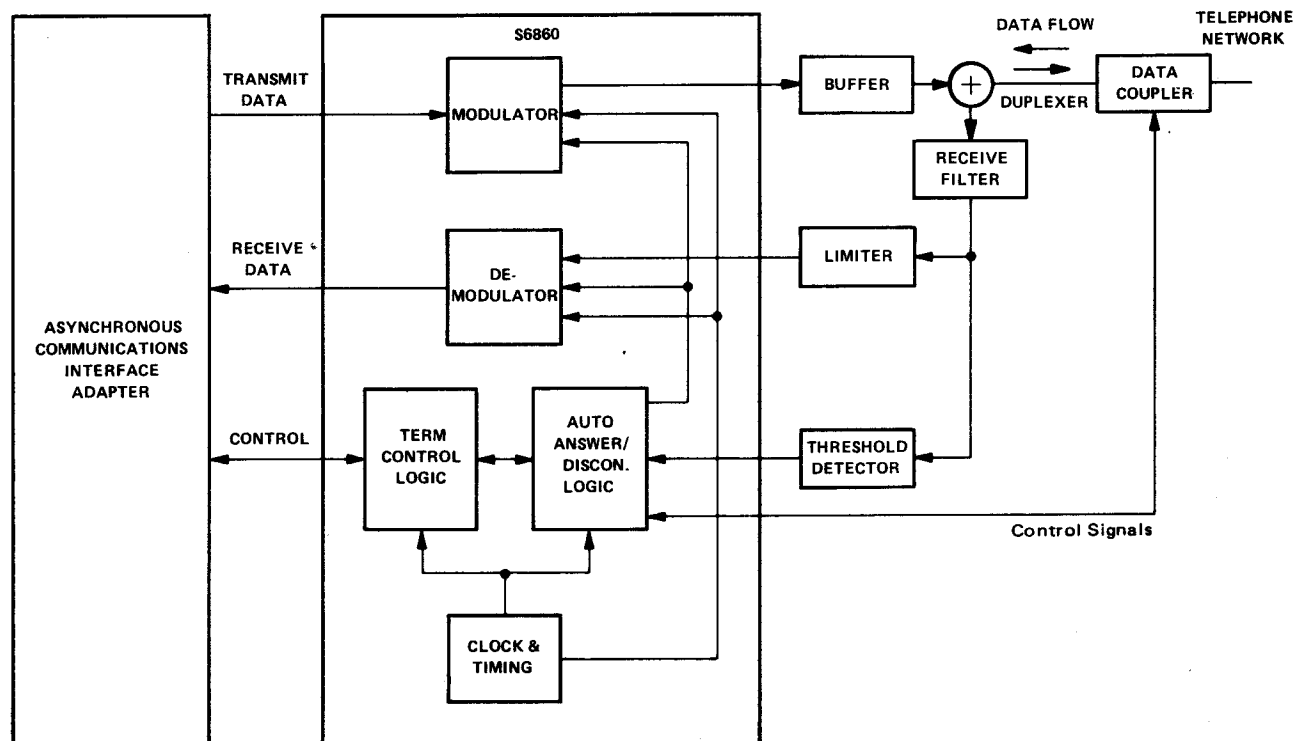 S6860
DATA FLOW
TELEPHONE
NETWORK
TRANSMIT
DATA
MODULATOR
BUFFER
+
DUPLEXER
DATA
COUPLER
RECEIVE
FILTER
RECEIVE
DATA
DE-
MODULATOR
LIMITER
ASYNCHRONOUS
COMMUNICATIONS
INTERFACE
ADAPTER
CONTROL
TERM
CONTROL
LOGIC
AUTO
ANSWER/
DISCON.
LOGIC
THRESHOLD
DETECTOR
Control Signals
CLOCK &
TIMING